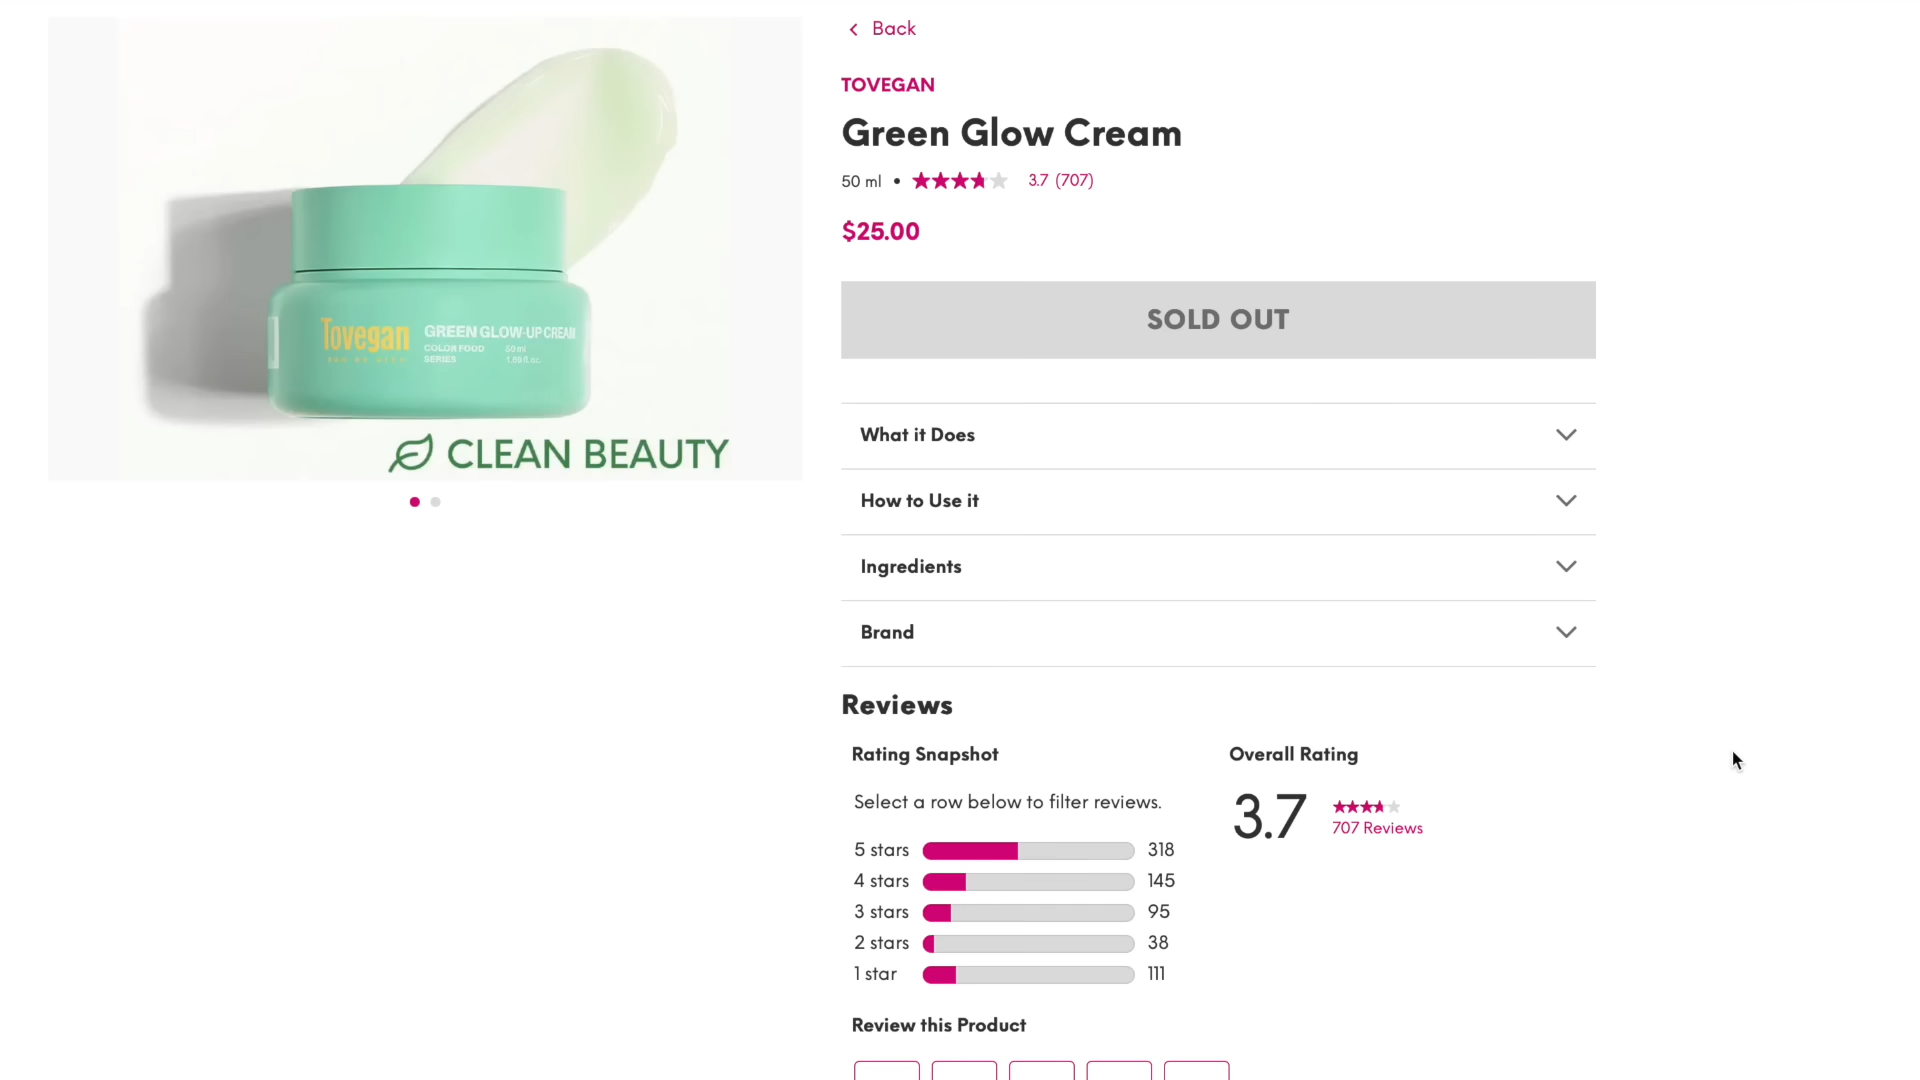 Back
TOVEGAN
Green Glow Cream
50 ml • 3.7 (707)
$25.00
SOLD OUT
Tovegan
GREEN GLOW-UP CREAM
COLOR FOOD
SERIES
50 ml
CLEAN BEAUTY
What it Does
How to Use it
Ingredients
Brand
Reviews
Rating Snapshot
Select a row below to filter reviews.
5 stars 318
4 stars 145
3 stars 95
2 stars 38
1 star 111
Overall Rating
3.7
707 Reviews
Review this Product